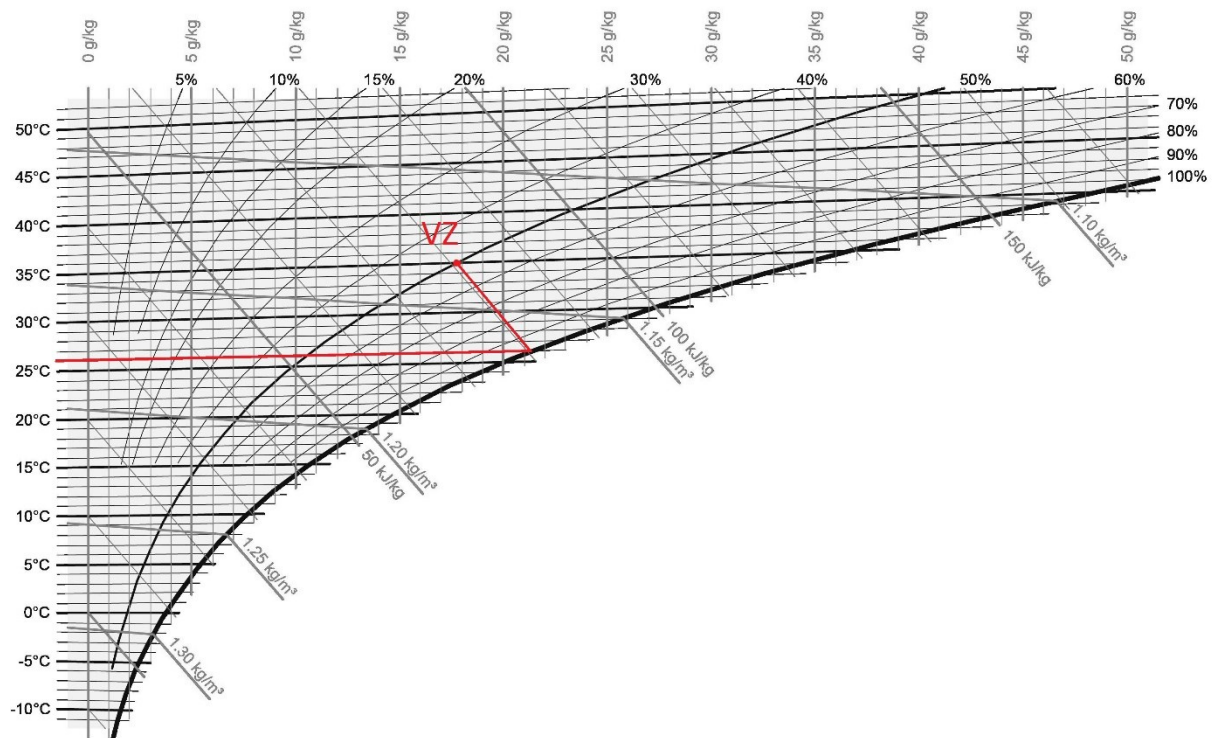 0 g/kg
5 g/kg
10 g/kg
15 g/kg
20 g/kg
25 g/kg
30 g/kg
35 g/kg
40 g/kg
45 g/kg
50 g/kg
5%
10%
15%
20%
30%
40%
50%
60%
70%
80%
90%
100%
50°C
45°C
40°C
35°C
30°C
25°C
20°C
15°C
10°C
5°C
0°C
-5°C
-10°C
VZ
1.10 kg/m³
150 kJ/kg
100 kJ/kg
1.15 kg/m³
1.20 kg/m³
50 kJ/kg
1.25 kg/m³
1.30 kg/m³